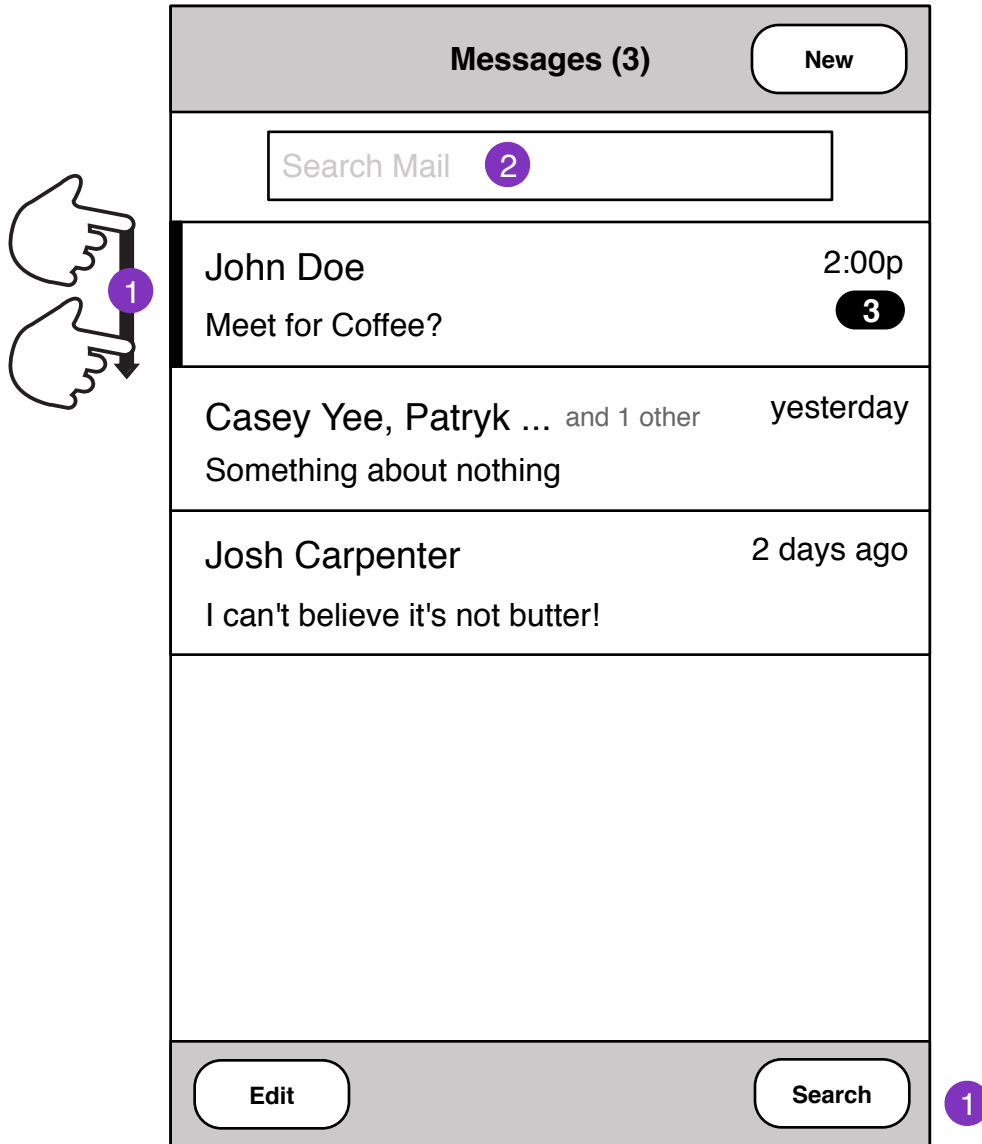 Messages (3) New
Search Mail 2
John Doe 2:00p
1
3
Meet for Coffee?
Casey Yee, Patryk ... and 1 other yesterday
Something about nothing
Josh Carpenter 2 days ago
I can't believe it's not butter!
Edit Search 1